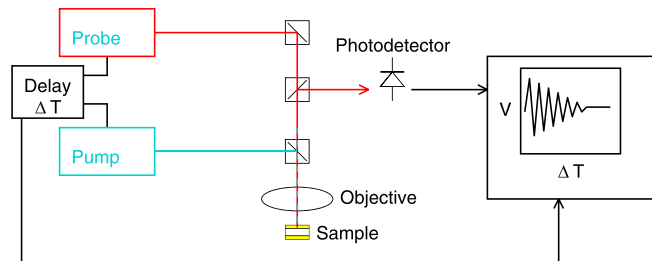 Probe
Photodetector
Delay
Δ T
V
Pump
Δ T
Objective
Sample